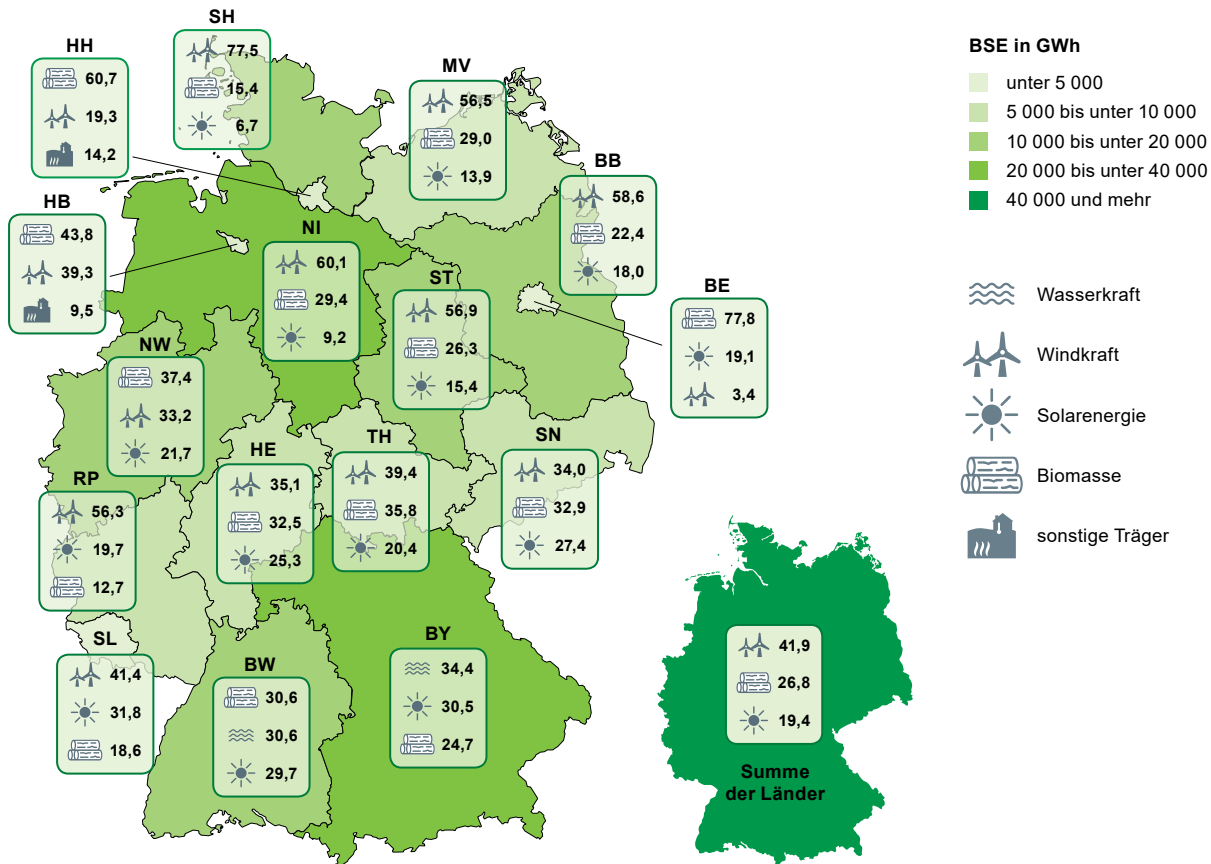 SH
77,5
15,4
6,7
HH
60,7
19,3
14,2
MV
56,5
29,0
13,9
BB
58,6
22,4
18,0
HB
43,8
39,3
9,5
NI
60,1
29,4
9,2
ST
56,9
26,3
15,4
BE
77,8
19,1
3,4
NW
37,4
33,2
21,7
HE
35,1
32,5
25,3
TH
39,4
35,8
20,4
SN
34,0
32,9
27,4
RP
56,3
19,7
12,7
SL
41,4
31,8
18,6
BW
30,6
30,6
29,7
BY
34,4
30,5
24,7
41,9
26,8
19,4
Summe
der Länder
BSE in GWh
unter 5 000
5 000 bis unter 10 000
10 000 bis unter 20 000
20 000 bis unter 40 000
40 000 und mehr
Wasserkraft
Windkraft
Solarenergie
Biomasse
sonstige Träger